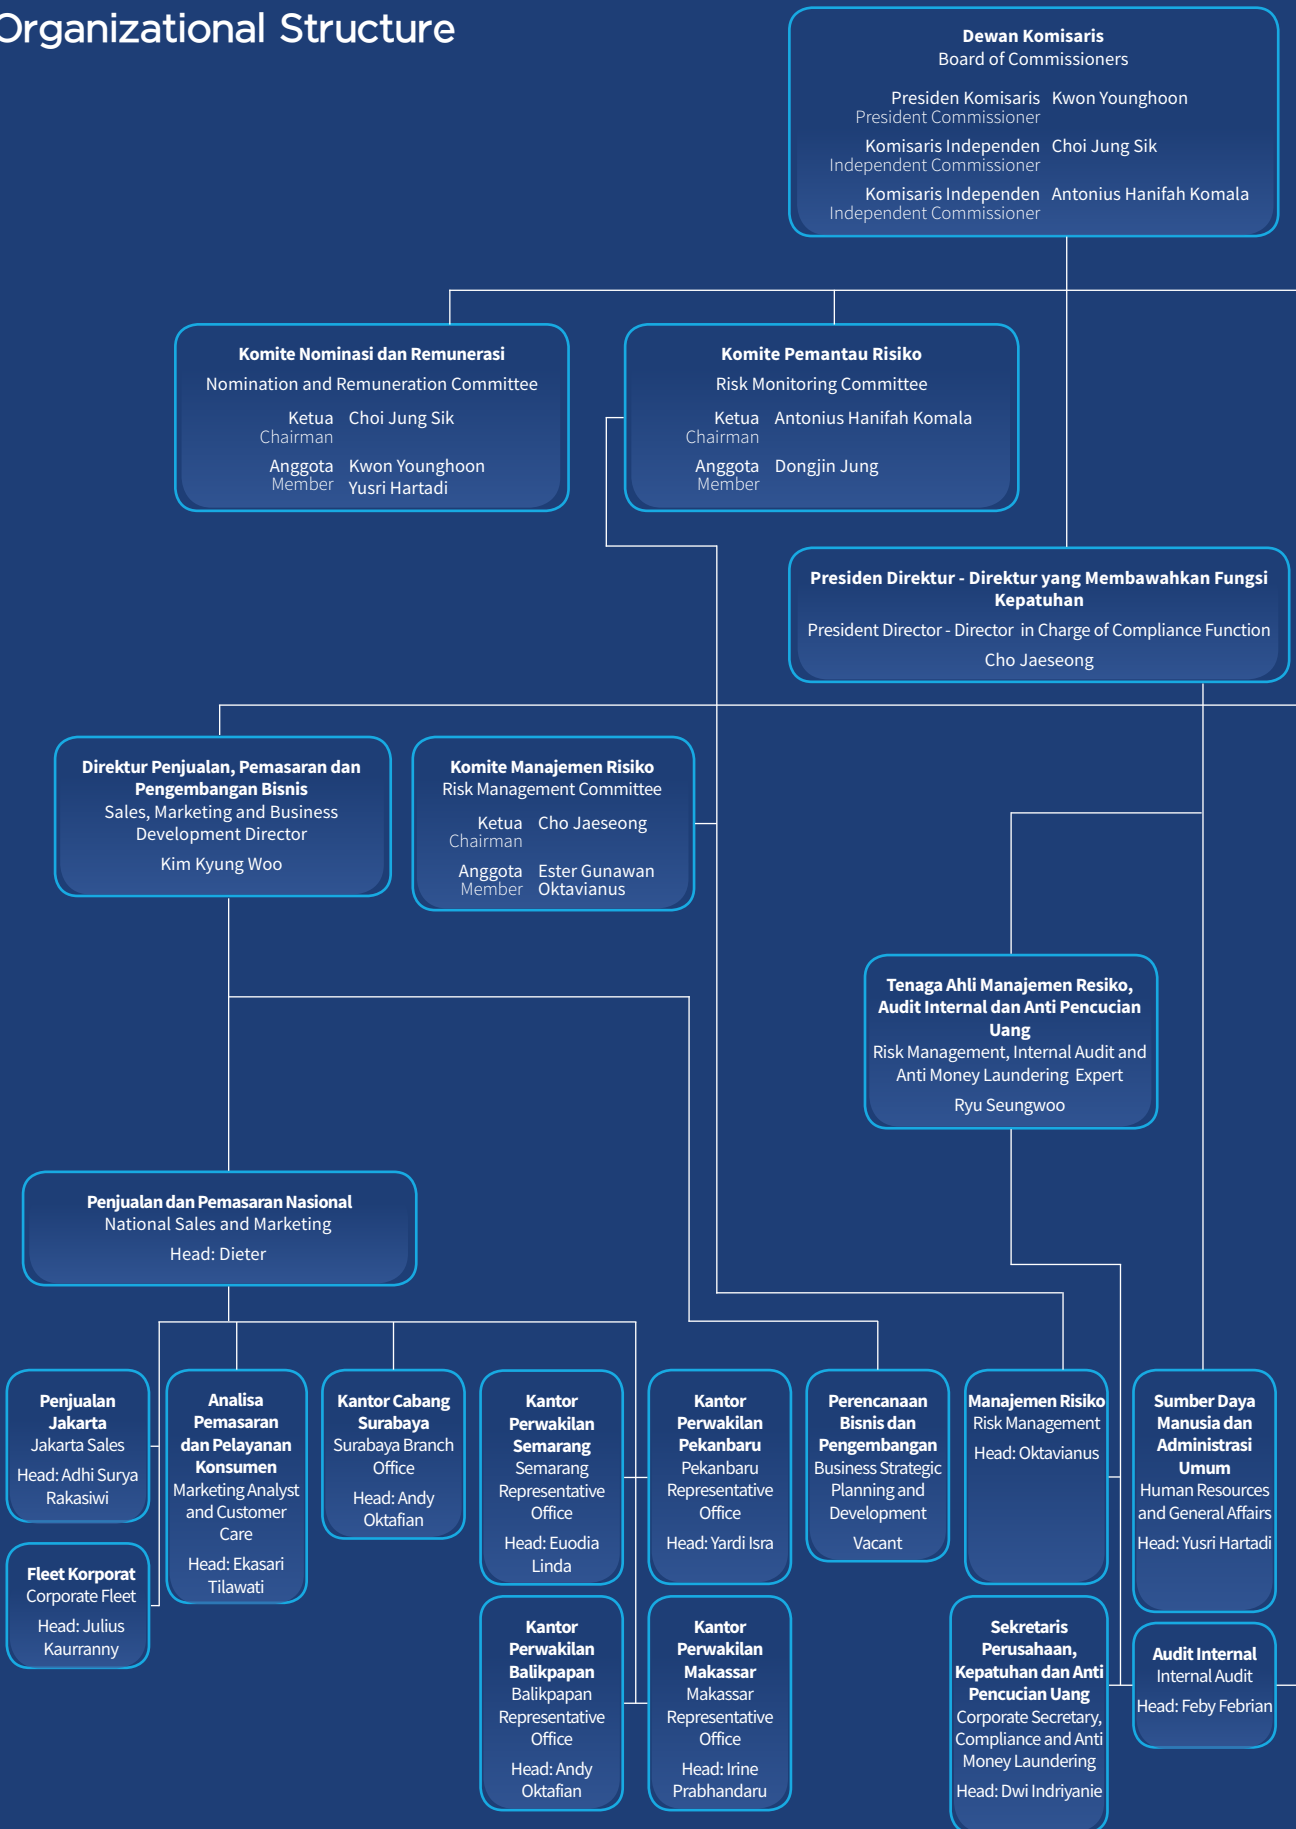 Organizational Structure
Dewan Komisaris
Board of Commissioners
Presiden Komisaris Kwon Younghoon
President Commissioner
Komisaris Independen Choi Jung Sik
Independent Commissioner
Komisaris Independen Antonius Hanifah Komala
Independent Commissioner
Komite Nominasi dan Remunerasi
Nomination and Remuneration Committee
Ketua Choi Jung Sik
Chairman
Anggota Kwon Younghoon
Member Yusri Hartadi
Komite Pemantau Risiko
Risk Monitoring Committee
Ketua Antonius Hanifah Komala
Chairman
Anggota Dongjin Jung
Member
Presiden Direktur - Direktur yang Membawahkan Fungsi
Kepatuhan
President Director - Director in Charge of Compliance Function
Cho Jaeseong
Direktur Penjualan, Pemasaran dan
Pengembangan Bisnis
Sales, Marketing and Business
Development Director
Kim Kyung Woo
Komite Manajemen Risiko
Risk Management Committee
Ketua Cho Jaeseong
Chairman
Anggota Ester Gunawan
Member Oktavianus
Tenaga Ahli Manajemen Resiko,
Audit Internal dan Anti Pencucian
Uang
Risk Management, Internal Audit and
Anti Money Laundering Expert
Ryu Seungwoo
Penjualan dan Pemasaran Nasional
National Sales and Marketing
Head: Dieter
Penjualan
Jakarta
Jakarta Sales
Head: Adhi Surya
Rakasiwi
Fleet Korporat
Corporate Fleet
Head: Julius
Kaurranny
Analisa
Pemasaran
dan Pelayanan
Konsumen
Marketing Analyst
and Customer
Care
Head: Ekasari
Tilawati
Kantor Cabang
Surabaya
Surabaya Branch
Office
Head: Andy
Oktafian
Kantor
Perwakilan
Semarang
Semarang
Representative
Office
Head: Euodia
Linda
Kantor
Perwakilan
Pekanbaru
Pekanbaru
Representative
Office
Head: Yardi Isra
Kantor
Perwakilan
Balikpapan
Balikpapan
Representative
Office
Head: Andy
Oktafian
Kantor
Perwakilan
Makassar
Makassar
Representative
Office
Head: Irine
Prabhandaru
Perencanaan
Bisnis dan
Pengembangan
Business Strategic
Planning and
Development
Vacant
Manajemen Risiko
Risk Management
Head: Oktavianus
Sekretaris
Perusahaan,
Kepatuhan dan Anti
Pencucian Uang
Corporate Secretary,
Compliance and Anti
Money Laundering
Head: Dwi Indriyanie
Sumber Daya
Manusia dan
Administrasi
Umum
Human Resources
and General Affairs
Head: Yusri Hartadi
Audit Internal
Internal Audit
Head: Feby Febrian